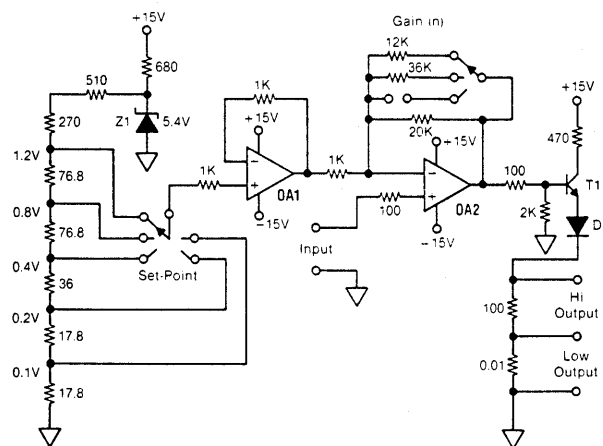 +15V
680
510
Z1
5.4V
270
1.2V
76.8
0.8V
76.8
0.4V
36
0.2V
17.8
0.1V
17.8
Set-Point
1K
1K
+15V
−
+
OA1
−15V
1K
Input
100
Gain (n)
12K
36K
20K
+15V
−
+
OA2
−15V
100
2K
+15V
470
T1
D
100
Hi
Output
0.01
Low
Output